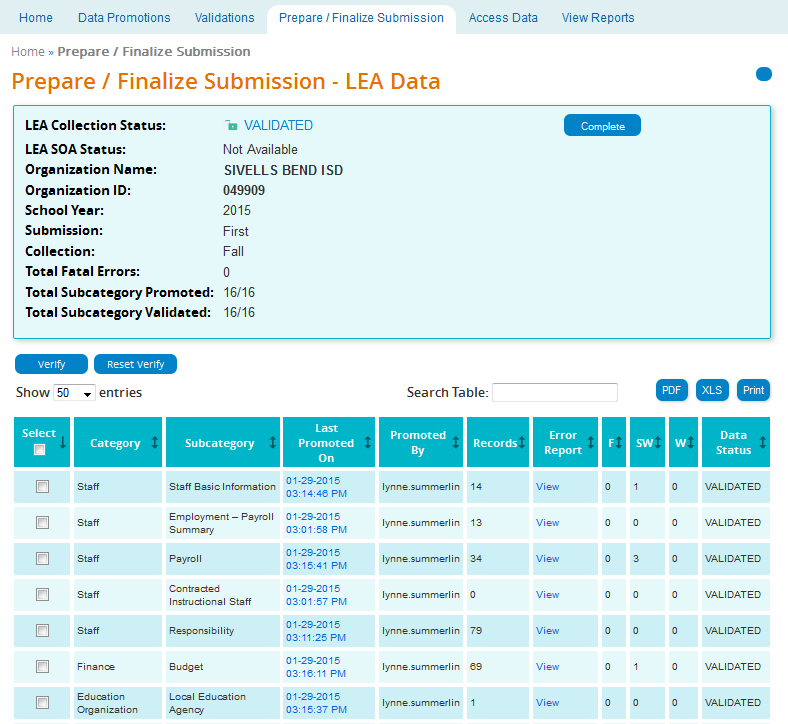 Home Data Promotions Validations Prepare / Finalize Submission Access Data View Reports
Home » Prepare / Finalize Submission
Prepare / Finalize Submission - LEA Data
LEA Collection Status: VALIDATED Complete
LEA SOA Status: Not Available
Organization Name: SIVELLS BEND ISD
Organization ID: 049909
School Year: 2015
Submission: First
Collection: Fall
Total Fatal Errors: 0
Total Subcategory Promoted: 16/16
Total Subcategory Validated: 16/16
Verify Reset Verify
Show 50 entries Search Table: PDF XLS Print
Select Category Subcategory Last Promoted On Promoted By Records Error Report F SW W Data Status
Staff Staff Basic Information 01-29-2015 03:14:46 PM lynne.summerlin 14 View 0 1 0 VALIDATED
Staff Employment – Payroll Summary 01-29-2015 03:01:58 PM lynne.summerlin 13 View 0 0 0 VALIDATED
Staff Payroll 01-29-2015 03:15:41 PM lynne.summerlin 34 View 0 3 0 VALIDATED
Staff Contracted Instructional Staff 01-29-2015 03:01:57 PM lynne.summerlin 0 View 0 0 0 VALIDATED
Staff Responsibility 01-29-2015 03:11:25 PM lynne.summerlin 79 View 0 0 0 VALIDATED
Finance Budget 01-29-2015 03:16:11 PM lynne.summerlin 69 View 0 1 0 VALIDATED
Education Organization Local Education Agency 01-29-2015 03:15:37 PM lynne.summerlin 1 View 0 0 0 VALIDATED